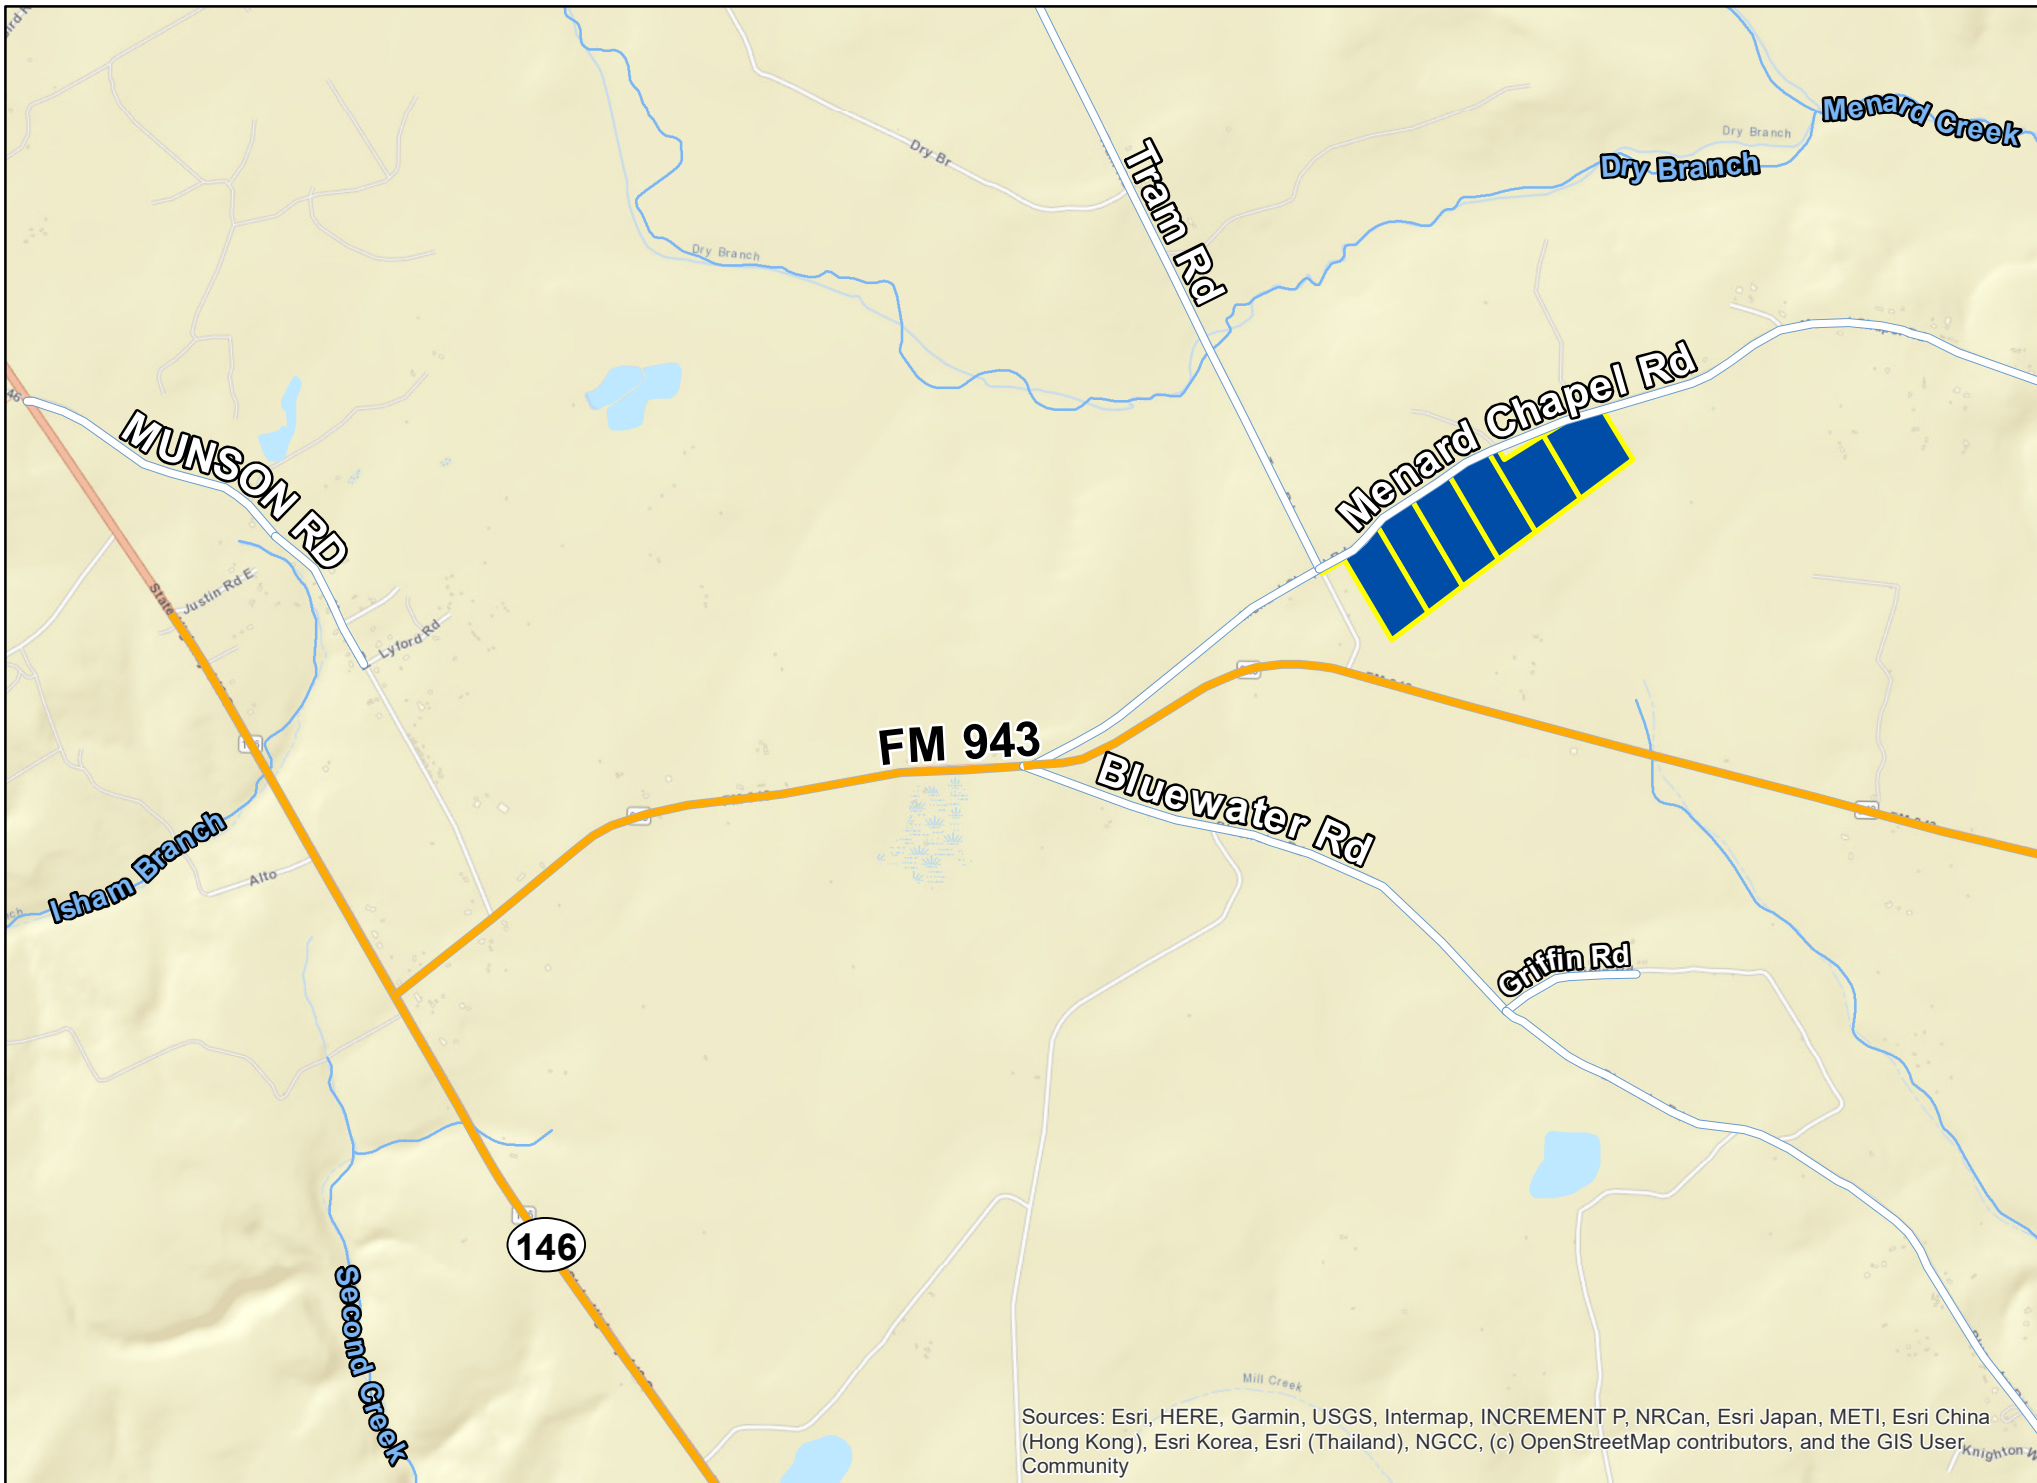 Menard Creek
Dry Branch
Dry Branch
Dry Br
Tram Rd
Dry Branch
Menard Chapel Rd
MUNSON RD
Justin Rd E
Lyford Rd
FM 943
Bluewater Rd
Isham Branch
Alto
Griffin Rd
146
Second Creek
Mill Creek
Sources: Esri, HERE, Garmin, USGS, Intermap, INCREMENT P, NRCan, Esri Japan, METI, Esri China
(Hong Kong), Esri Korea, Esri (Thailand), NGCC, (c) OpenStreetMap contributors, and the GIS User
Community
Knighton